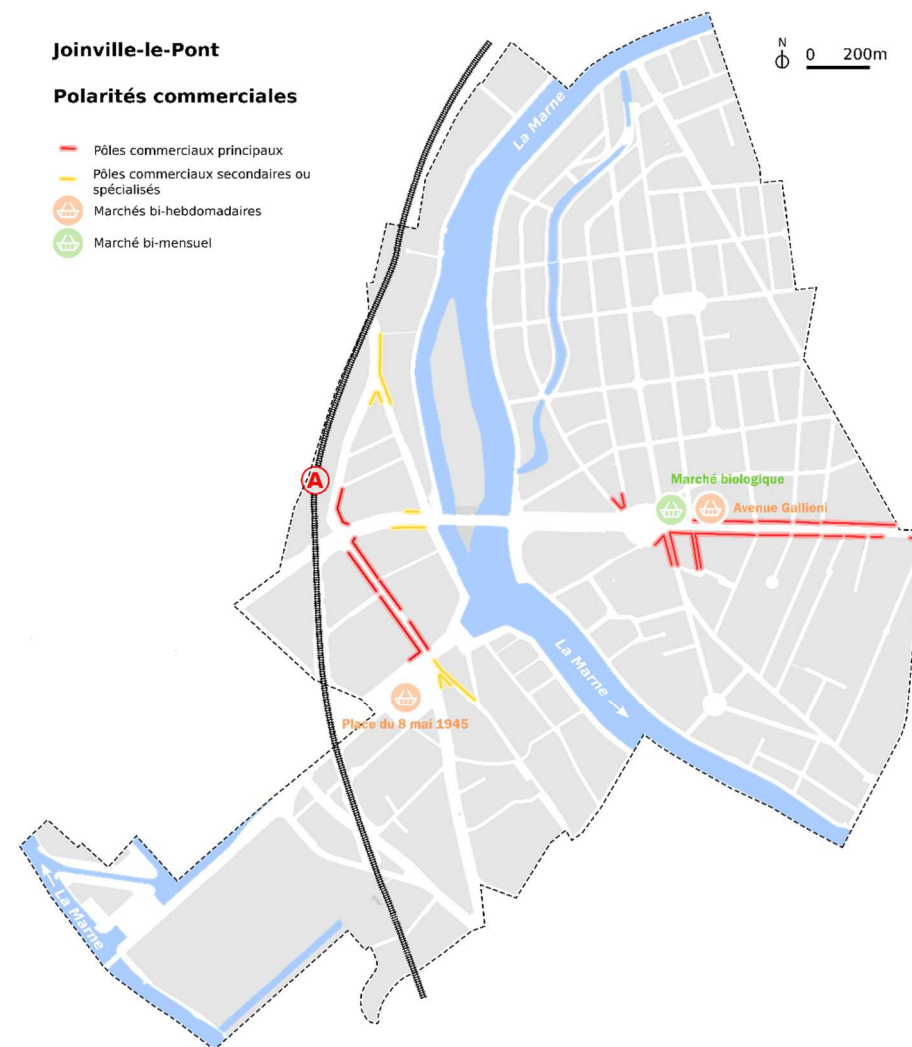 Joinville-le-Pont
Polarités commerciales
Pôles commerciaux principaux
Pôles commerciaux secondaires ou
spécialisés
Marchés bi-hebdomadaires
Marché bi-mensuel
N
0 200m
La Marne
A
Marché biologique
Avenue Gallieni
La Marne →
Place du 8 mai 1945
← La Marne